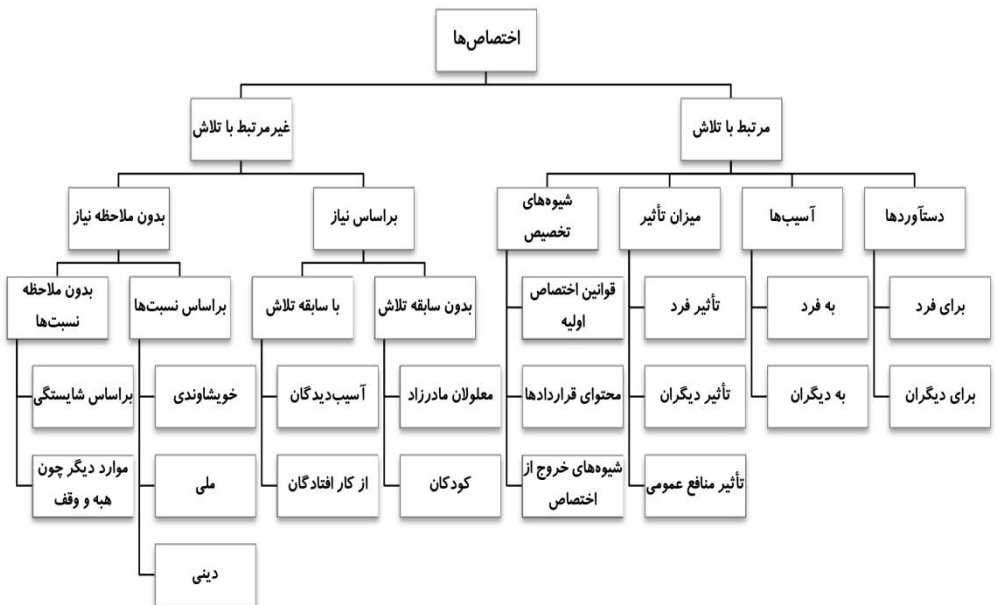 اختصاص‌ها
مرتبط با تلاش
غیرمرتبط با تلاش
دستآوردها
آسیب‌ها
میزان تأثیر
شیوه‌های
تخصیص
براساس نیاز
بدون ملاحظه نیاز
برای فرد
برای دیگران
به فرد
به دیگران
تأثیر فرد
تأثیر دیگران
تأثیر منافع عمومی
قوانین اختصاص
اولیه
محتوای قراردادها
شیوه‌های خروج از
اختصاص
بدون سابقه تلاش
معلولان مادرزاد
کودکان
با سابقه تلاش
آسیب‌دیدگان
از کار افتادگان
براساس نسبت‌ها
خویشاوندی
ملی
دینی
بدون ملاحظه
نسبت‌ها
براساس شایستگی
موارد دیگر چون
هبه و وقف